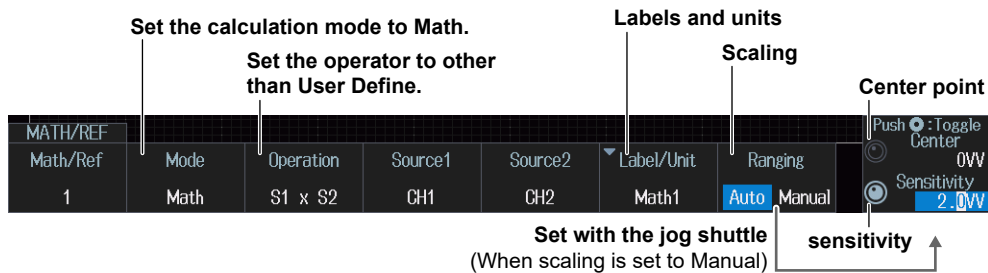 Labels and units
Set the calculation mode to Math.
Scaling
Set the operator to other
than User Define.
Center point
MATH/REF
Push :Toggle
Center
0VV
Math/Ref
Mode
Operation
Source1
Source2
Label/Unit
Ranging
1
Math
S1 x S2
CH1
CH2
Math1
Auto Manual
Sensitivity
2.0VV
Set with the jog shuttle
(When scaling is set to Manual)
sensitivity